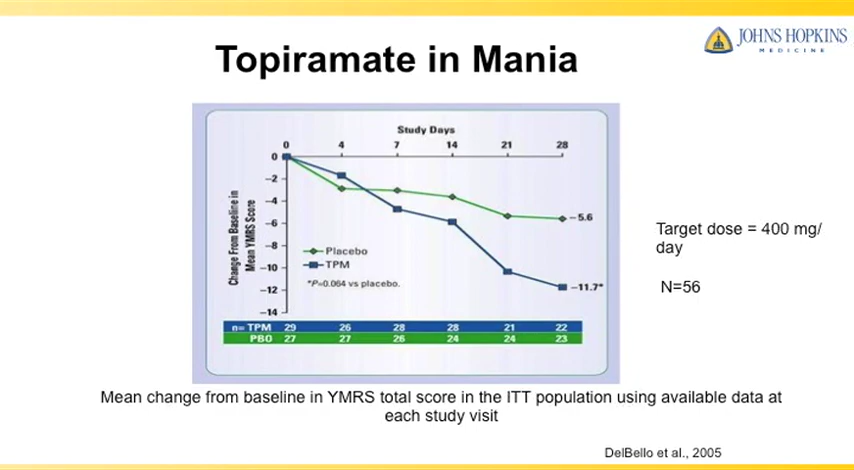 JOHNS HOPKINS
MEDICINE
Topiramate in Mania
Study Days
0 4 7 14 21 28
0
−2
−4
−6
−8
−10
−12
−14
Change From Baseline in
Mean YMRS Score
−5.6
−11.7*
Placebo
TPM
*P=0.064 vs placebo.
n= TPM 29 26 28 28 21 22
PBO 27 27 26 24 24 23
Target dose = 400 mg/
day
N=56
Mean change from baseline in YMRS total score in the ITT population using available data at
each study visit
DelBello et al., 2005